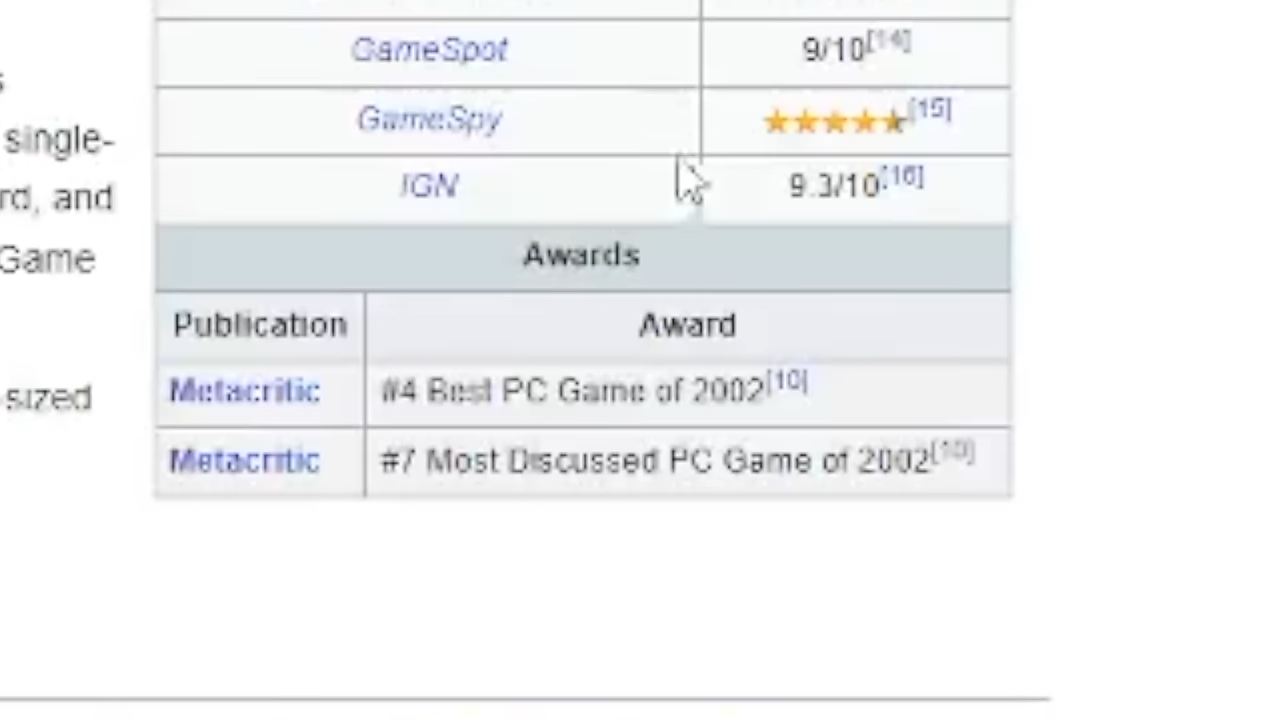 s
single-
rd, and
Game
-sized
GameSpot 9/10[14]
GameSpy [15]
IGN 9.3/10[16]
Awards
Publication Award
Metacritic #4 Best PC Game of 2002[10]
Metacritic #7 Most Discussed PC Game of 2002[10]